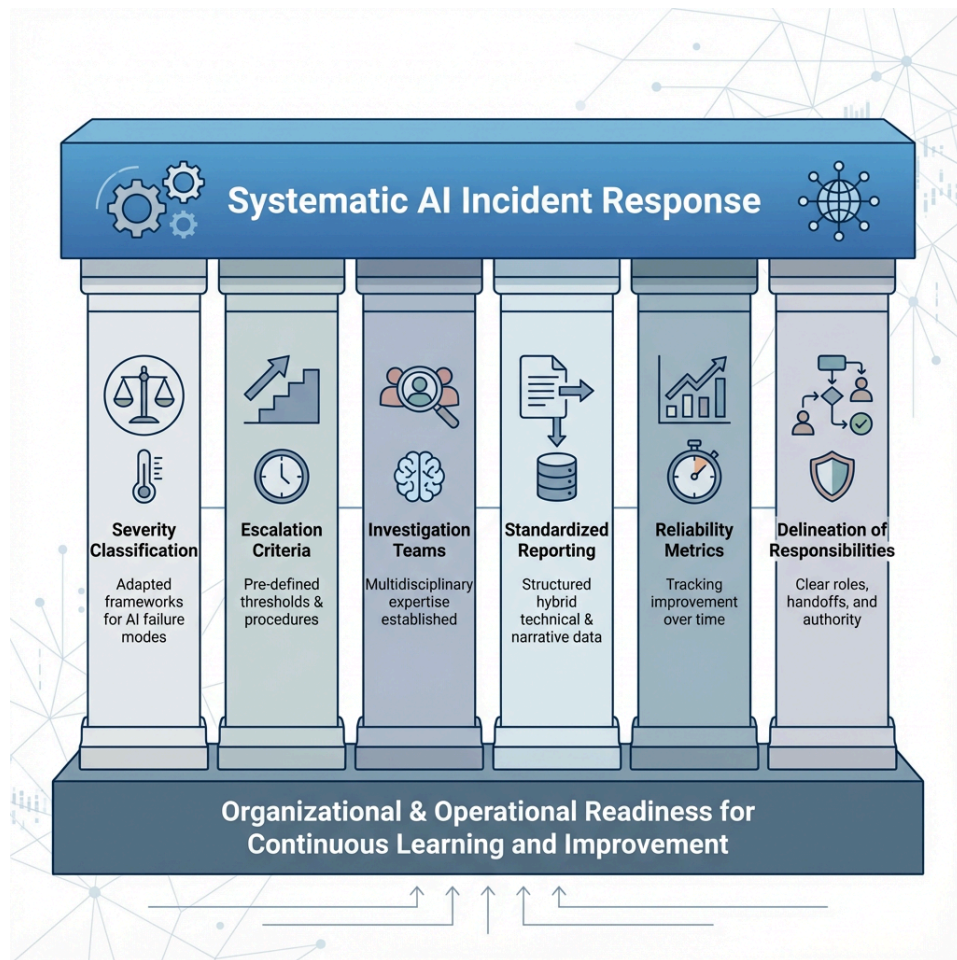 Systematic AI Incident Response
Severity
Classification
Adapted
frameworks
for AI failure
modes
Escalation
Criteria
Pre-defined
thresholds &
procedures
Investigation
Teams
Multidisciplinary
expertise
established
Standardized
Reporting
Structured
hybrid
technical &
narrative data
Reliability
Metrics
Tracking
improvement
over time
Delineation of
Responsibilities
Clear roles,
handoffs, and
authority
Organizational & Operational Readiness for
Continuous Learning and Improvement